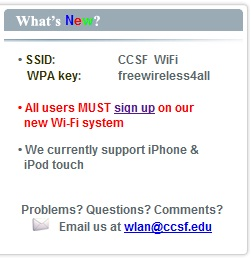 What's New?
• SSID: CCSF WiFi
WPA key: freewireless4all
• All users MUST sign up on our
new Wi-Fi system
• We currently support iPhone &
iPod touch
Problems? Questions? Comments?
Email us at wlan@ccsf.edu